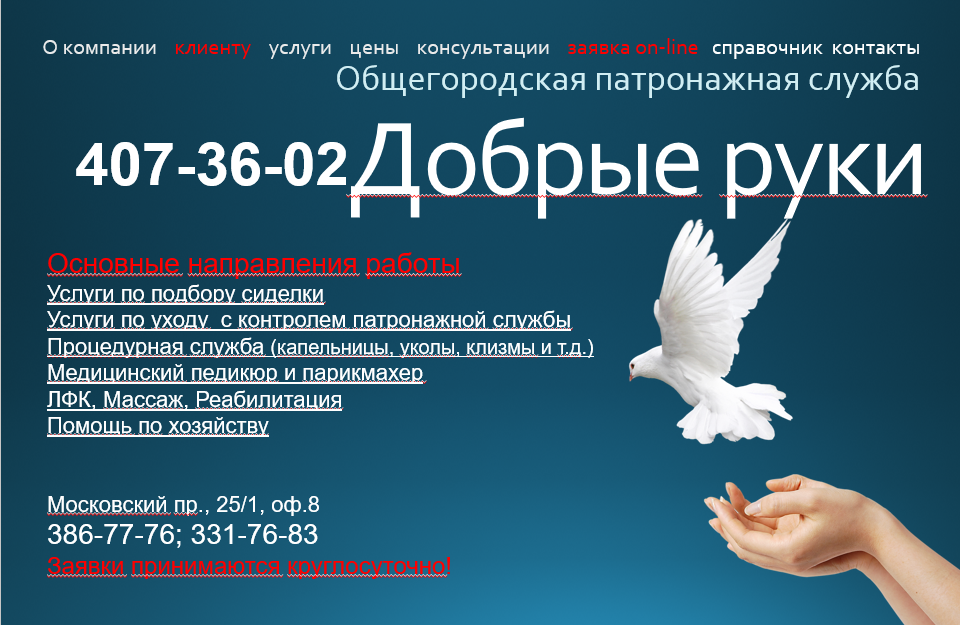 О компании клиенту услуги цены консультации заявка on-line справочник контакты
Общегородская патронажная служба
407-36-02 Добрые руки
Основные направления работы
Услуги по подбору сиделки
Услуги по уходу с контролем патронажной службы
Процедурная служба (капельницы, уколы, клизмы и т.д.)
Медицинский педикюр и парикмахер
ЛФК, Массаж, Реабилитация
Помощь по хозяйству
Московский пр., 25/1, оф.8
386-77-76; 331-76-83
Заявки принимаются круглосуточно!